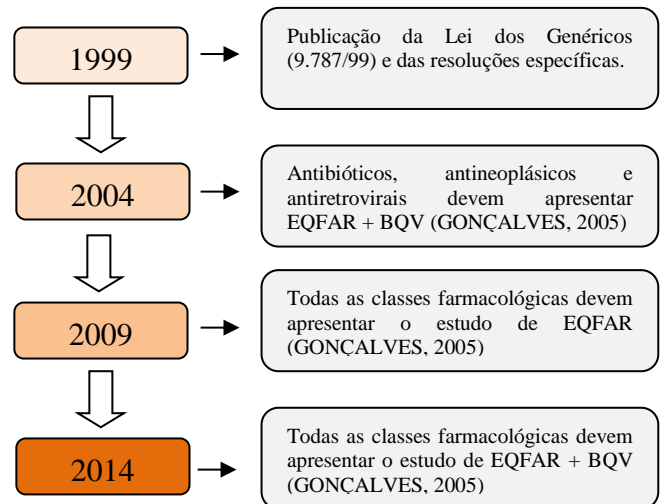 1999
Publicação da Lei dos Genéricos
(9.787/99) e das resoluções específicas.
2004
Antibióticos, antineoplásicos e
antiretrovirais devem apresentar
EQFAR + BQV (GONÇALVES, 2005)
2009
Todas as classes farmacológicas devem
apresentar o estudo de EQFAR
(GONÇALVES, 2005)
2014
Todas as classes farmacológicas devem
apresentar o estudo de EQFAR + BQV
(GONÇALVES, 2005)